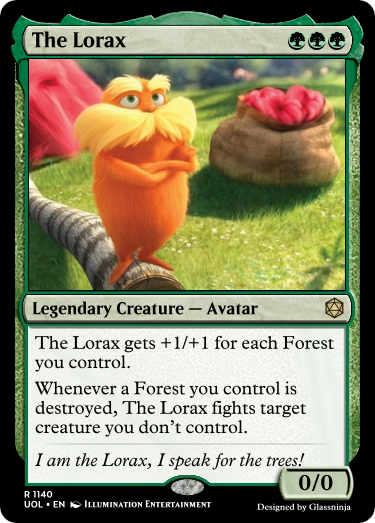 The Lorax
Legendary Creature — Avatar
The Lorax gets +1/+1 for each Forest
you control.
Whenever a Forest you control is
destroyed, The Lorax fights target
creature you don't control.
I am the Lorax, I speak for the trees!
0/0
R 1140
UOL • EN Illumination Entertainment
Designed by Glassninja